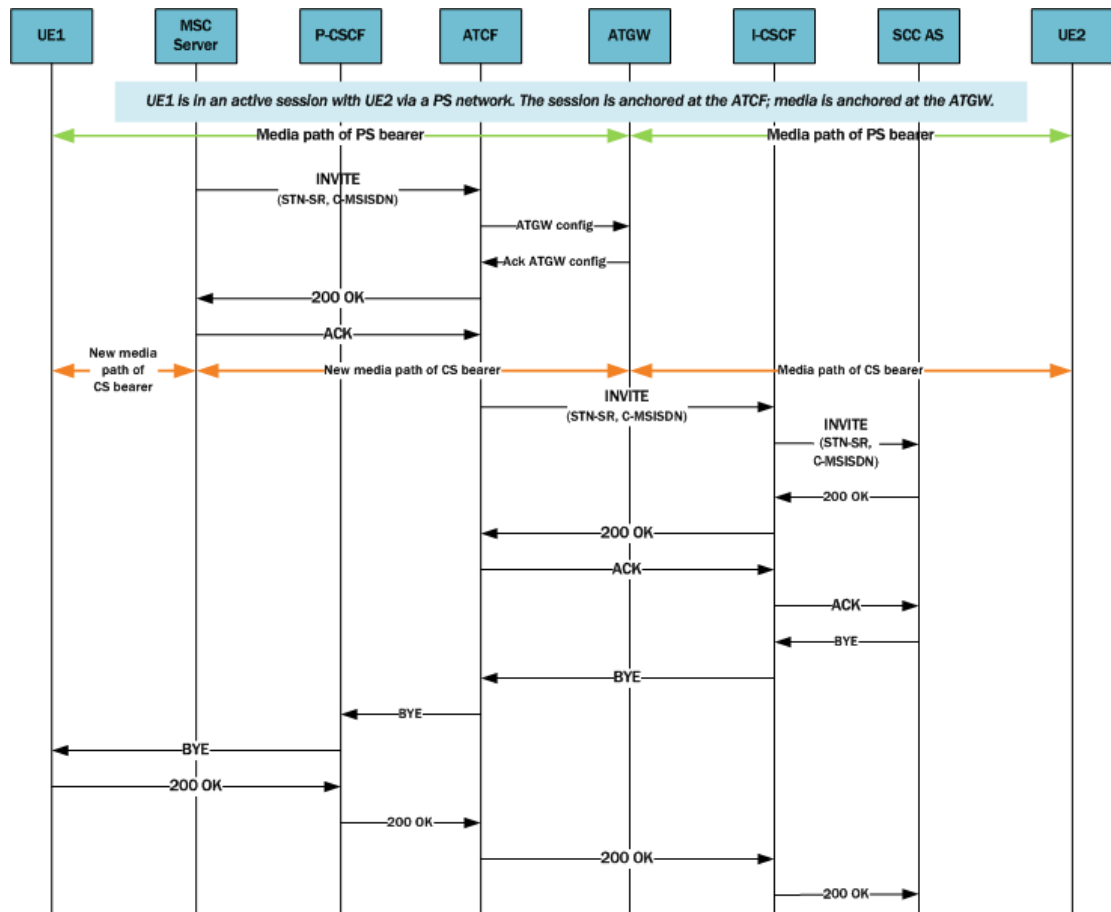 UE1
MSC
Server
P-CSCF
ATCF
ATGW
I-CSCF
SCC AS
UE2
UE1 is in an active session with UE2 via a PS network. The session is anchored at the ATCF; media is anchored at the ATGW.
Media path of PS bearer
Media path of PS bearer
INVITE
(STN-SR, C-MSISDN)
ATGW config
Ack ATGW config
200 OK
ACK
New media
path of
CS bearer
New media path of CS bearer
Media path of CS bearer
INVITE
(STN-SR, C-MSISDN)
INVITE
(STN-SR,
C-MSISDN)
200 OK
200 OK
ACK
ACK
BYE
BYE
BYE
BYE
200 OK
200 OK
200 OK
200 OK